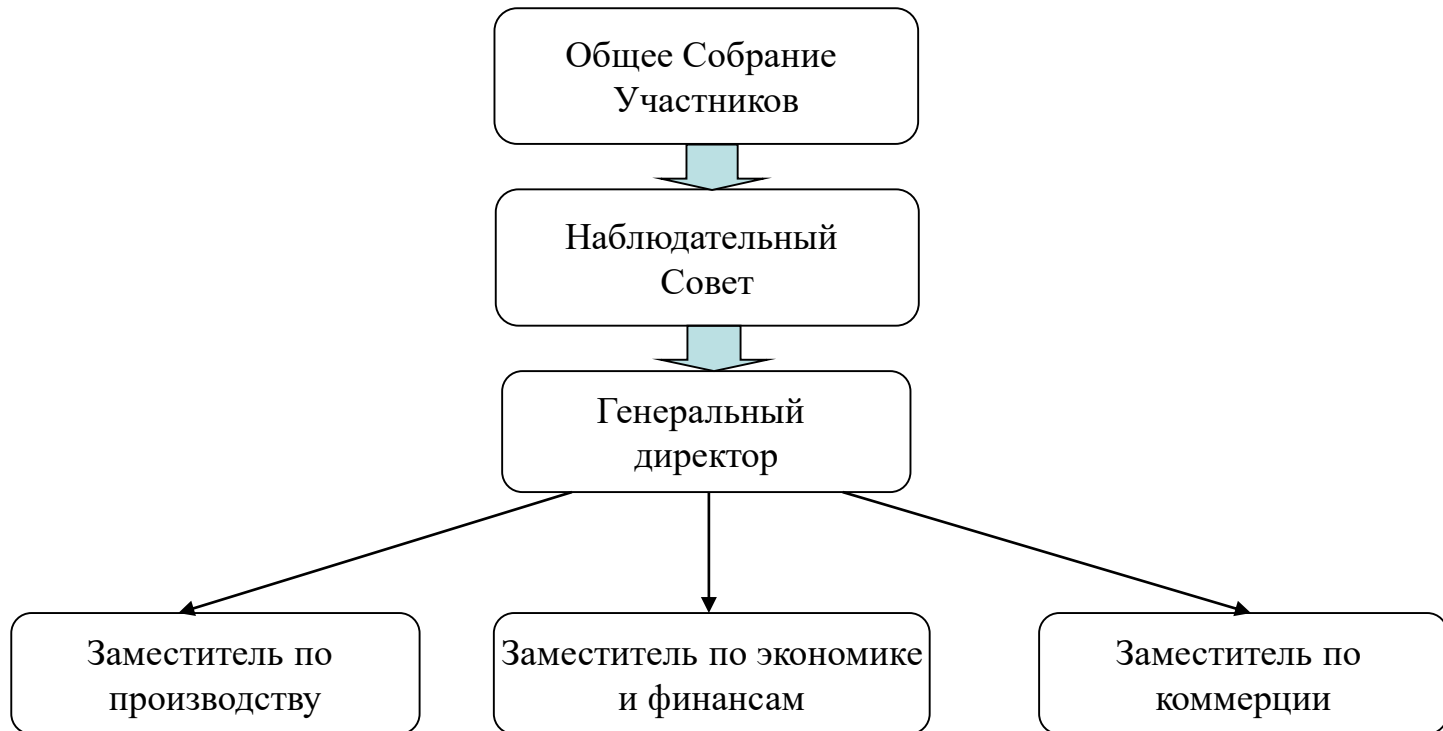 Общее Собрание
Участников
Наблюдательный
Совет
Генеральный
директор
Заместитель по
производству
Заместитель по экономике
и финансам
Заместитель по
коммерции